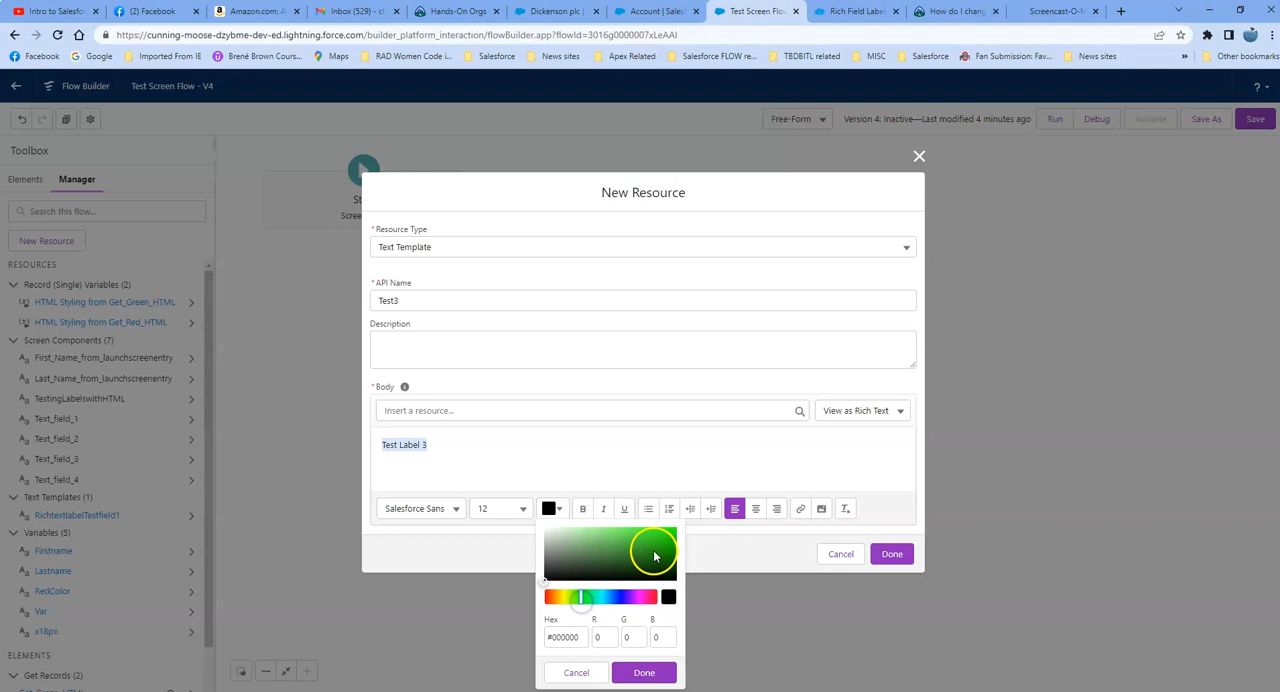 Intro to Salesfo
Facebook
Amazon.com: A
Inbox (529) - ch
Hands-On Orgs
Dickenson plc |
Account | Sales
Test Screen Flow
Rich Field Label
How do I chang
Screencast-O-M
https://cunning-moose-dzybme-dev-ed.lightning.force.com/builder_platform_interaction/flowBuilder.app?flowId=3016g0000007xLeAAI
Facebook
Google
Imported From IE
Brené Brown Cours...
Maps
RAD Women Code i...
Salesforce
News sites
Apex Related
Salesforce FLOW re...
TBDBITL related
MISC
Salesforce
Fan Submission: Fav...
News sites
»
Other bookmarks
Flow Builder
Test Screen Flow - V4
?
Free-Form
Version 4: Inactive—Last modified 4 minutes ago
Run
Debug
Activate
Save As
Save
Toolbox
Elements
Manager
Search this flow...
New Resource
RESOURCES
Record (Single) Variables (2)
HTML Styling from Get_Green_HTML
HTML Styling from Get_Red_HTML
Screen Components (7)
First_Name_from_launchscreenentry
Last_Name_from_launchscreenentry
TestingLabelswithHTML
Text_field_1
Text_field_2
Text_field_3
Text_field_4
Text Templates (1)
RichtextlabelTestfield1
Variables (5)
Firstname
Lastname
RedColor
Var
x18px
ELEMENTS
Get Records (2)
St
Scree
New Resource
* Resource Type
Text Template
* API Name
Test3
Description
* Body
Insert a resource...
View as Rich Text
Test Label 3
Salesforce Sans
12
B
I
U
Cancel
Done
Hex
R
G
B
#000000
0
0
0
Cancel
Done